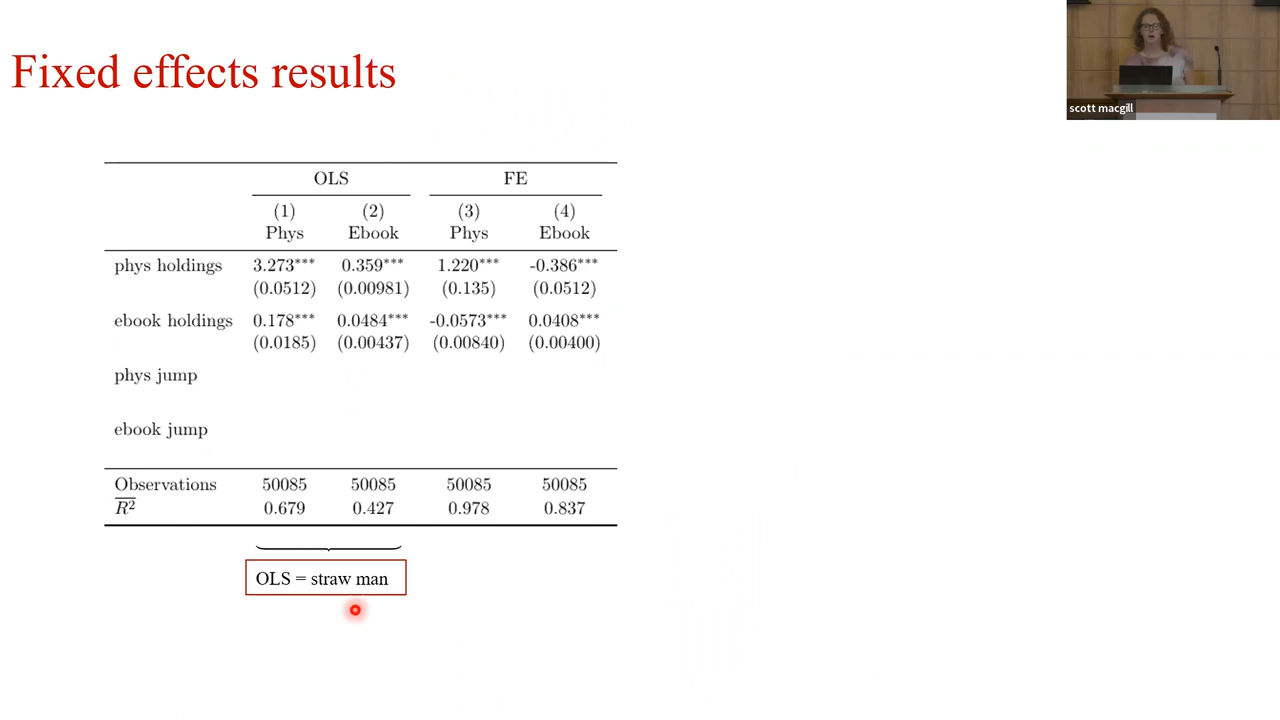 Fixed effects results
scott macgill
OLS FE
(1) (2) (3) (4)
Phys Ebook Phys Ebook
phys holdings 3.273*** 0.359*** 1.220*** -0.386***
(0.0512) (0.00981) (0.135) (0.0512)
ebook holdings 0.178*** 0.0484*** -0.0573*** 0.0408***
(0.0185) (0.00437) (0.00840) (0.00400)
phys jump
ebook jump
Observations 50085 50085 50085 50085
R² 0.679 0.427 0.978 0.837
OLS = straw man